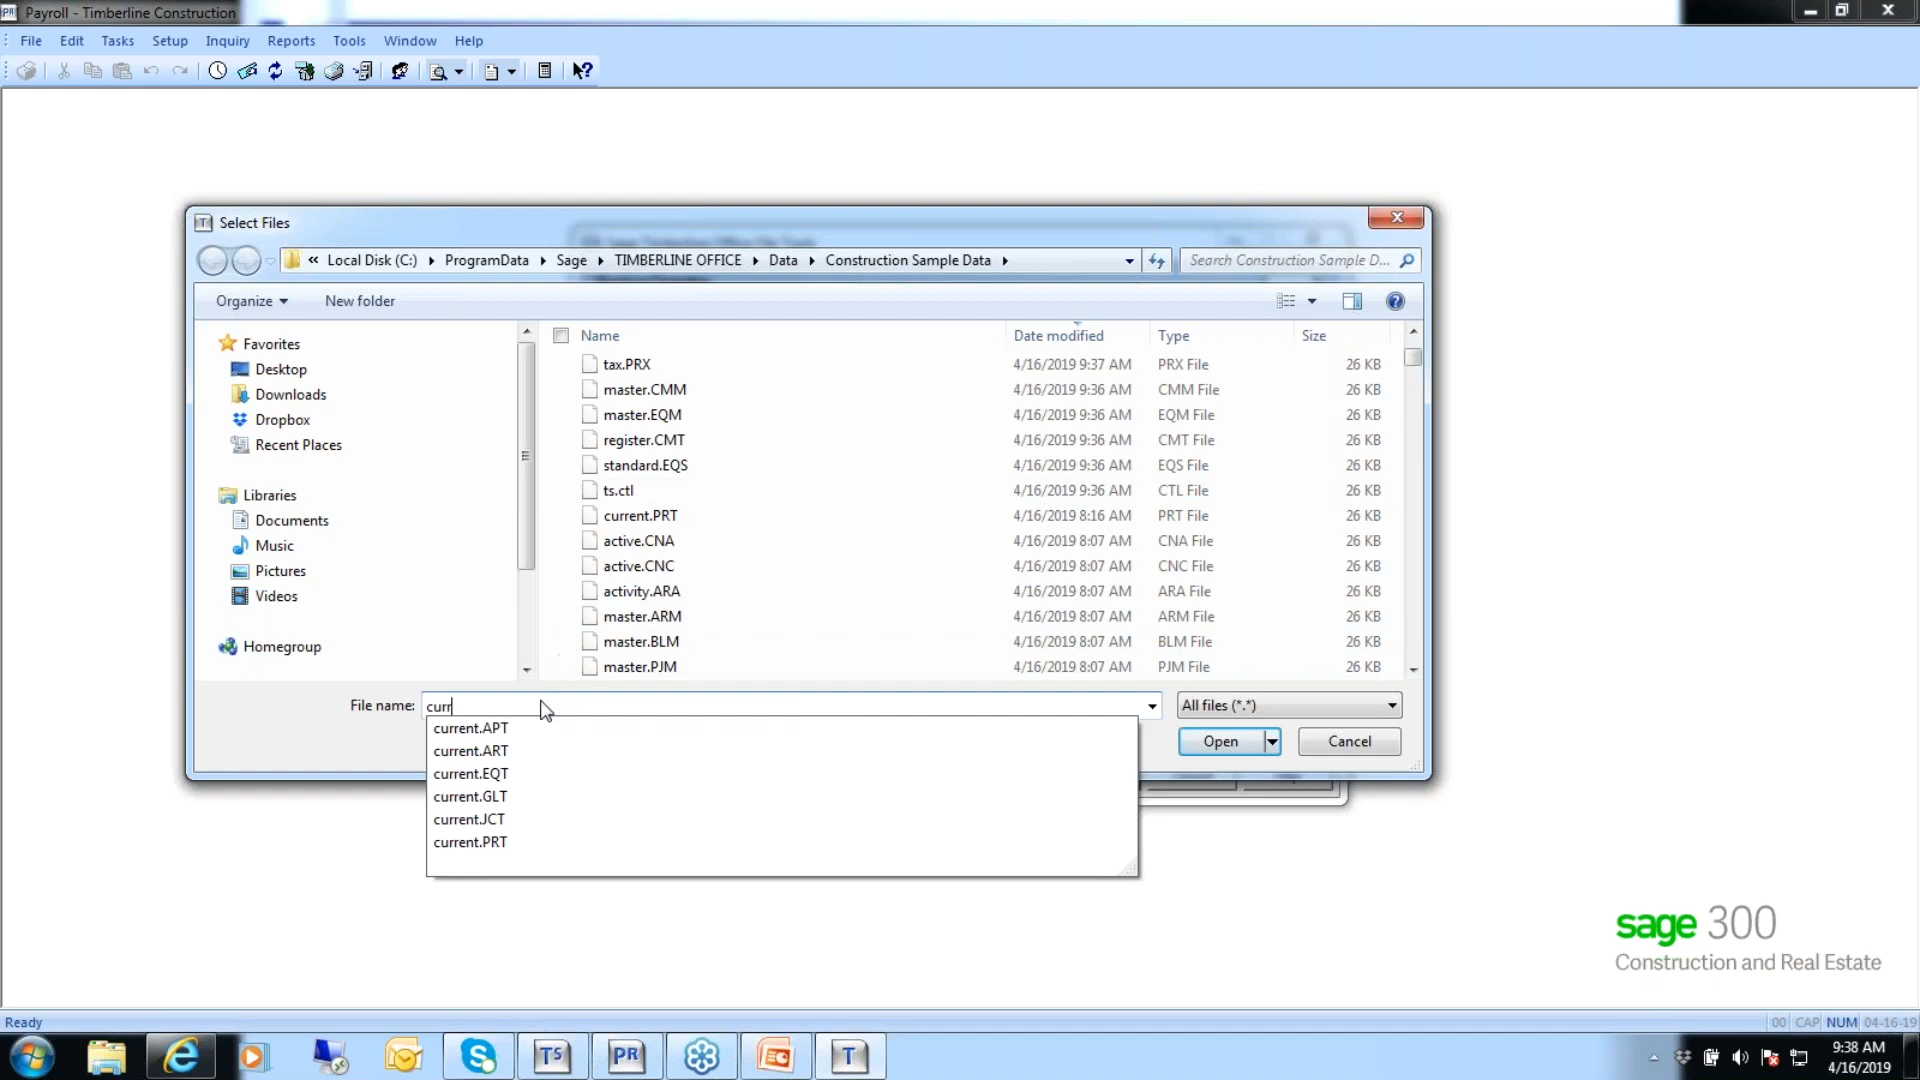 Payroll - Timberline Construction
File Edit Tasks Setup Inquiry Reports Tools Window Help
Select Files
« Local Disk (C:) ProgramData Sage TIMBERLINE OFFICE Data Construction Sample Data
Search Construction Sample D...
Organize New folder
Favorites
Desktop
Downloads
Dropbox
Recent Places
Libraries
Documents
Music
Pictures
Videos
Homegroup
Name Date modified Type Size
tax.PRX 4/16/2019 9:37 AM PRX File 26 KB
master.CMM 4/16/2019 9:36 AM CMM File 26 KB
master.EQM 4/16/2019 9:36 AM EQM File 26 KB
register.CMT 4/16/2019 9:36 AM CMT File 26 KB
standard.EQS 4/16/2019 9:36 AM EQS File 26 KB
ts.ctl 4/16/2019 9:36 AM CTL File 26 KB
current.PRT 4/16/2019 8:16 AM PRT File 26 KB
active.CNA 4/16/2019 8:07 AM CNA File 26 KB
active.CNC 4/16/2019 8:07 AM CNC File 26 KB
activity.ARA 4/16/2019 8:07 AM ARA File 26 KB
master.ARM 4/16/2019 8:07 AM ARM File 26 KB
master.BLM 4/16/2019 8:07 AM BLM File 26 KB
master.PJM 4/16/2019 8:07 AM PJM File 26 KB
File name: curr
All files (*.*)
Open Cancel
current.APT
current.ART
current.EQT
current.GLT
current.JCT
current.PRT
sage 300
Construction and Real Estate
Ready
00 CAP NUM 04-16-19
TS PR T
9:38 AM
4/16/2019